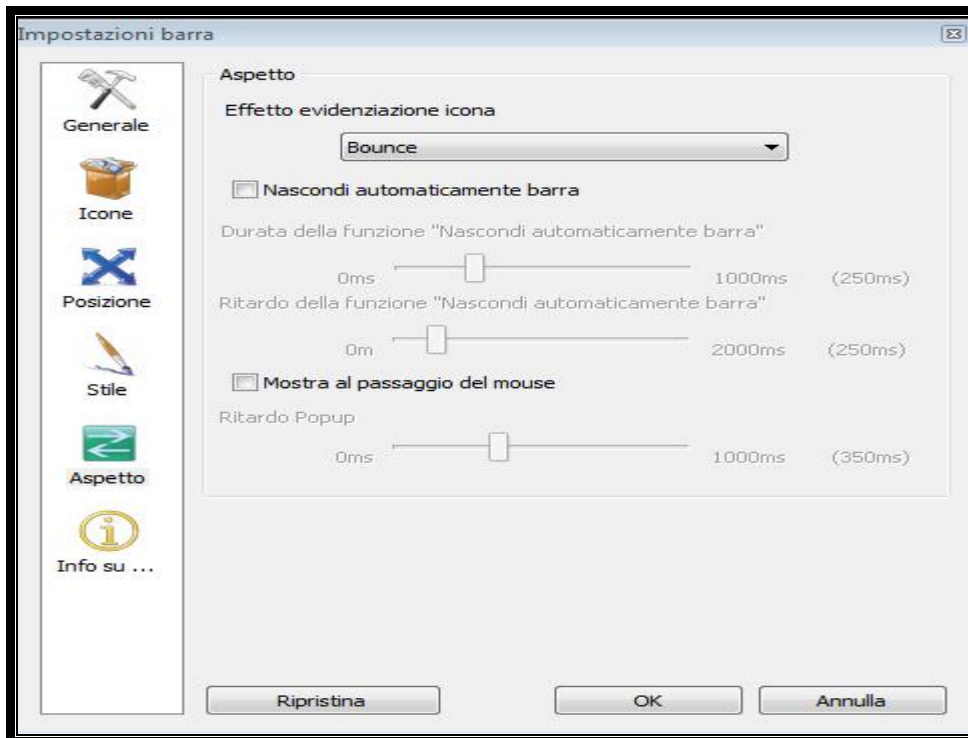 Impostazioni barra
Generale
Icone
Posizione
Stile
Aspetto
Info su ...
Aspetto
Effetto evidenziazione icona
Bounce
Nascondi automaticamente barra
Durata della funzione "Nascondi automaticamente barra"
0ms 1000ms (250ms)
Ritardo della funzione "Nascondi automaticamente barra"
0m 2000ms (250ms)
Mostra al passaggio del mouse
Ritardo Popup
0ms 1000ms (350ms)
Ripristina OK Annulla